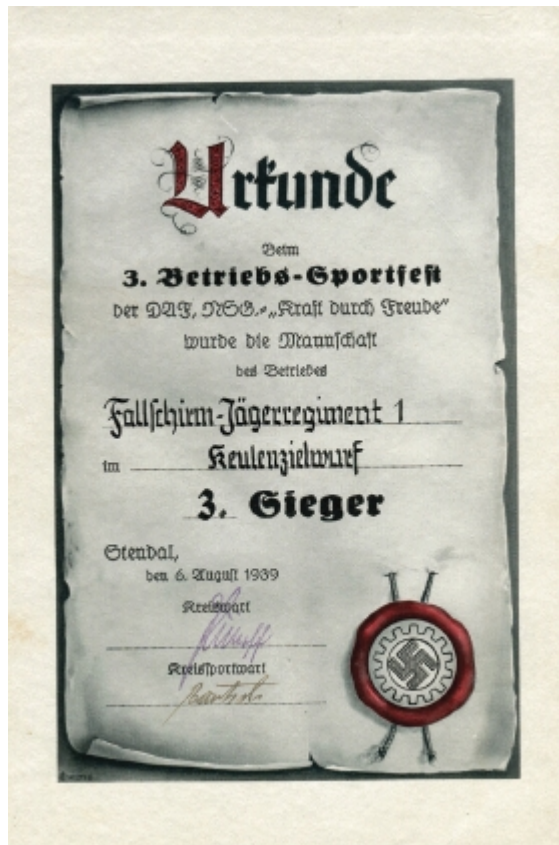 Urkunde
Beim
3. Betriebs-Sportfest
der DAF, NSG. „Kraft durch Freude“
wurde die Mannschaft
des Betriebes
Fallschirm-Jägerregiment 1
im Keulenzielwurf
3. Sieger
Stendal,
den 6. August 1939
Kreiswart
Kreissportwart